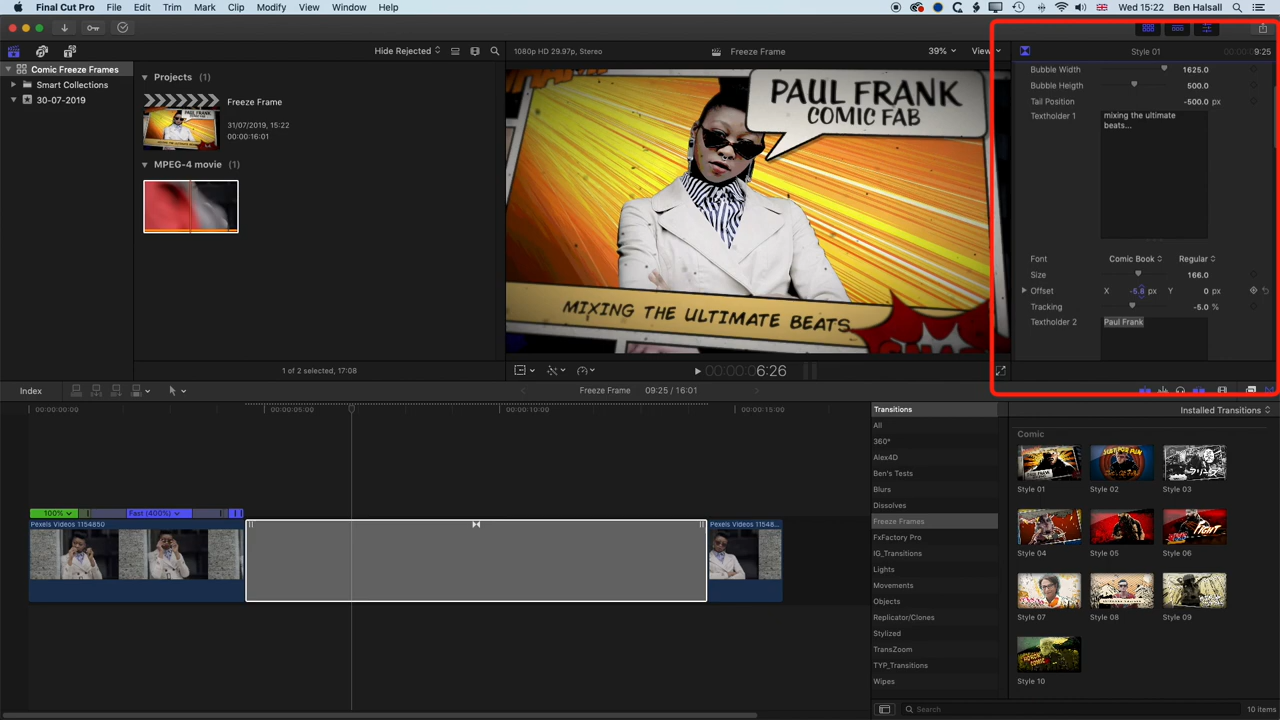 Final Cut Pro File Edit Trim Mark Clip Modify View Window Help Wed 15:22 Ben Halsall
Hide Rejected
1080p HD 29.97p, Stereo
Freeze Frame
39%
View
Style 01
9:25
Comic Freeze Frames
Smart Collections
30-07-2019
Projects (1)
Freeze Frame
31/07/2019, 15:22
00:00:16:01
MPEG-4 movie (1)
1 of 2 selected, 17:08
PAUL FRANK
COMIC FAB
MIXING THE ULTIMATE BEATS...
6:26
Bubble Width 1625.0
Bubble Heigth 500.0
Tail Position -500.0 px
Textholder 1 mixing the ultimate
beats...
Font Comic Book Regular
Size 166.0
Offset X -5.8 px Y 0 px
Tracking -5.0 %
Textholder 2 Paul Frank
Index
Freeze Frame
09:25 / 16:01
00:00:00:00 00:00:05:00 00:00:10:00 00:00:15:00
100% Fast (400%)
Pexels Videos 1154850
Pexels Videos 11548...
Transitions
All
360°
Alex4D
Ben's Tests
Blurs
Dissolves
Freeze Frames
FxFactory Pro
IG_Transitions
Lights
Movements
Objects
Replicator/Clones
Stylized
TransZoom
TYP_Transitions
Wipes
Installed Transitions
Comic
Style 01 Style 02 Style 03
Style 04 Style 05 Style 06
Style 07 Style 08 Style 09
Style 10
Search
10 items